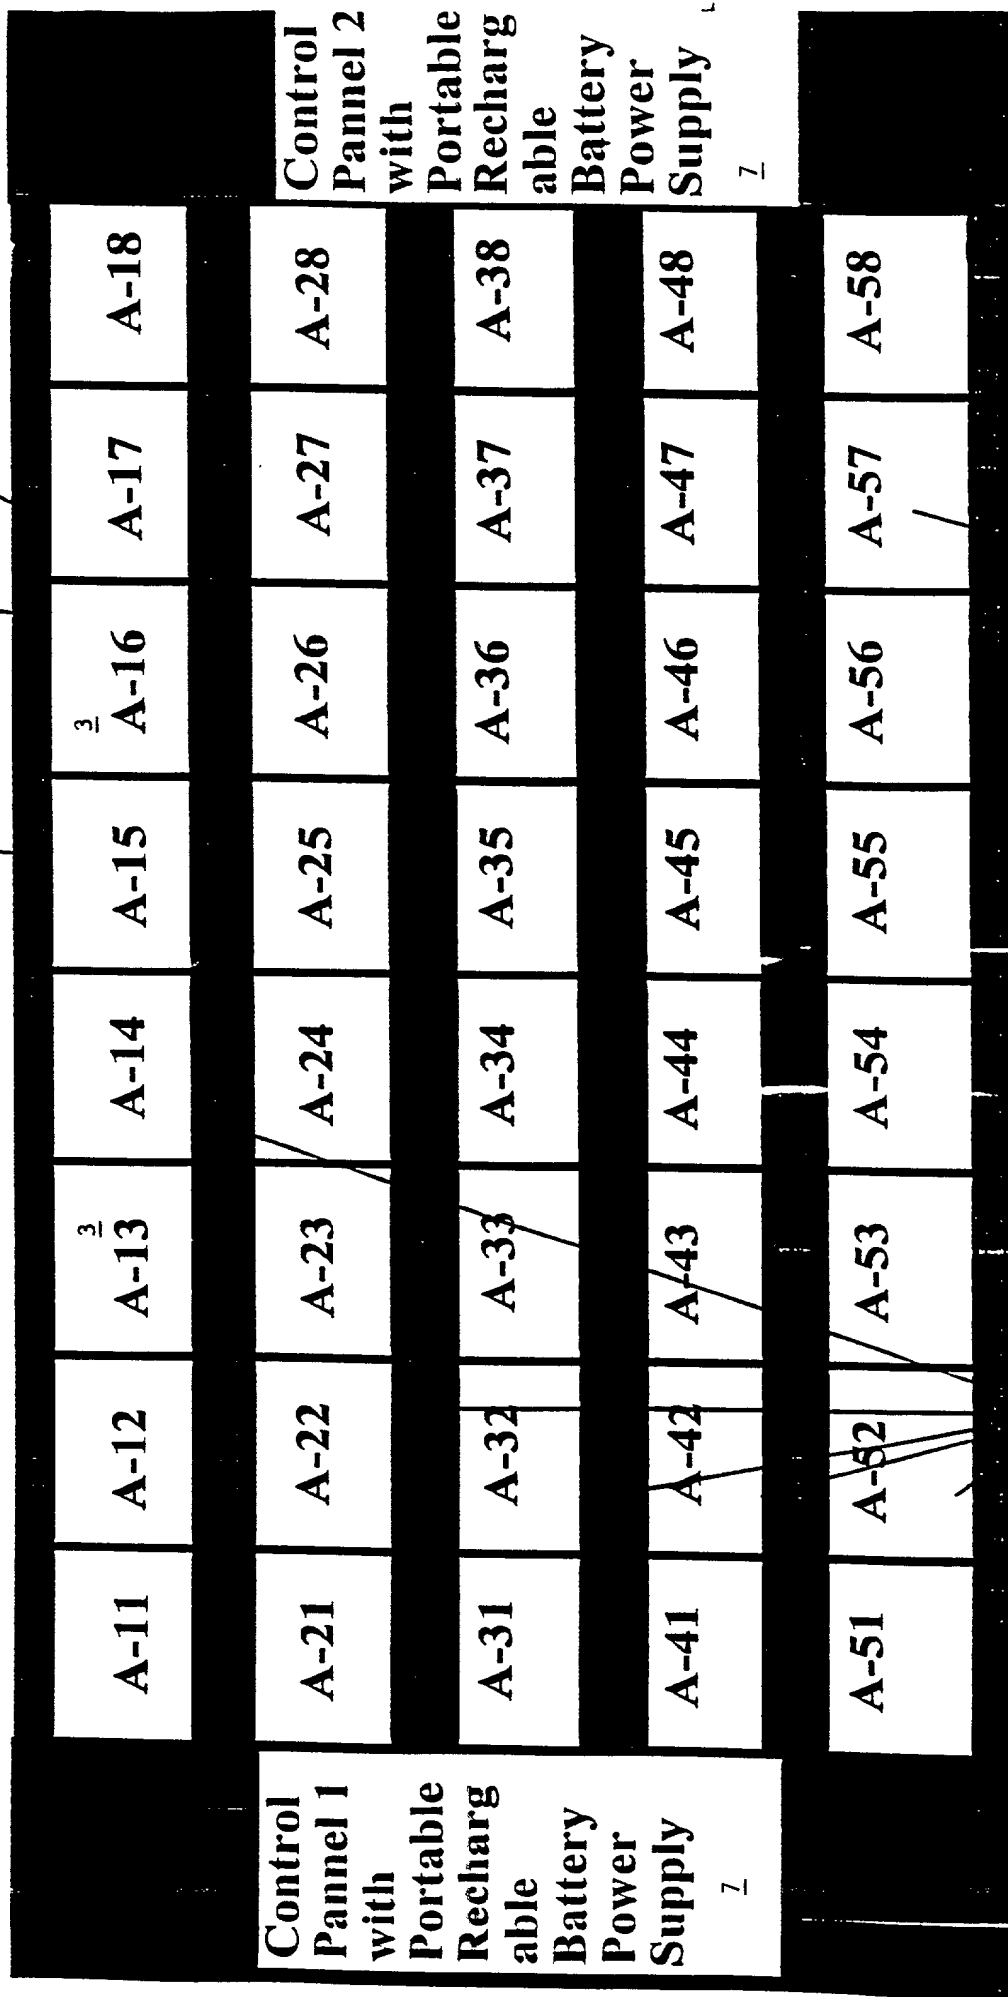 Control
Pannel 1
with
Portable
Recharg
able
Battery
Power
Supply
7
A-11 A-12 A-13 A-14 A-15 A-16 A-17 A-18
3 3
A-21 A-22 A-23 A-24 A-25 A-26 A-27 A-28
A-31 A-32 A-33 A-34 A-35 A-36 A-37 A-38
A-41 A-42 A-43 A-44 A-45 A-46 A-47 A-48
A-51 A-52 A-53 A-54 A-55 A-56 A-57 A-58
Control
Pannel 2
with
Portable
Recharg
able
Battery
Power
Supply
7